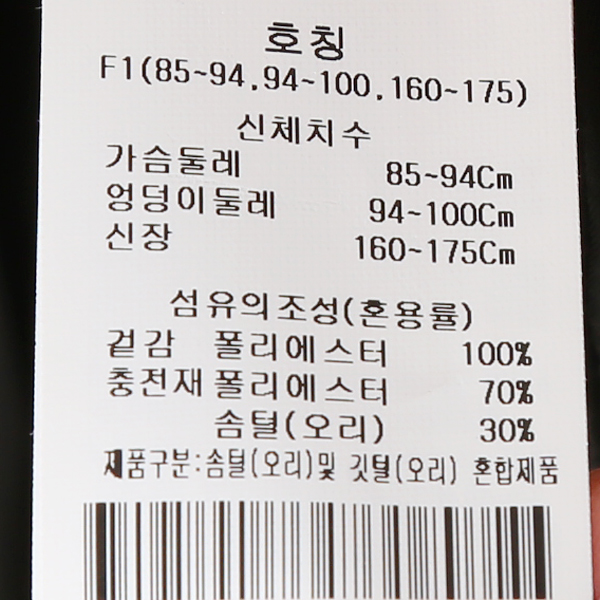 호칭
F1(85~94.94~100.160~175)
신체치수
가슴둘레 85~94Cm
엉덩이둘레 94~100Cm
신장 160~175Cm
섬유의조성(혼용률)
겉감 폴리에스터 100%
충전재 폴리에스터 70%
솜털(오리) 30%
제품구분:솜털(오리)및 깃털(오리) 혼합제품